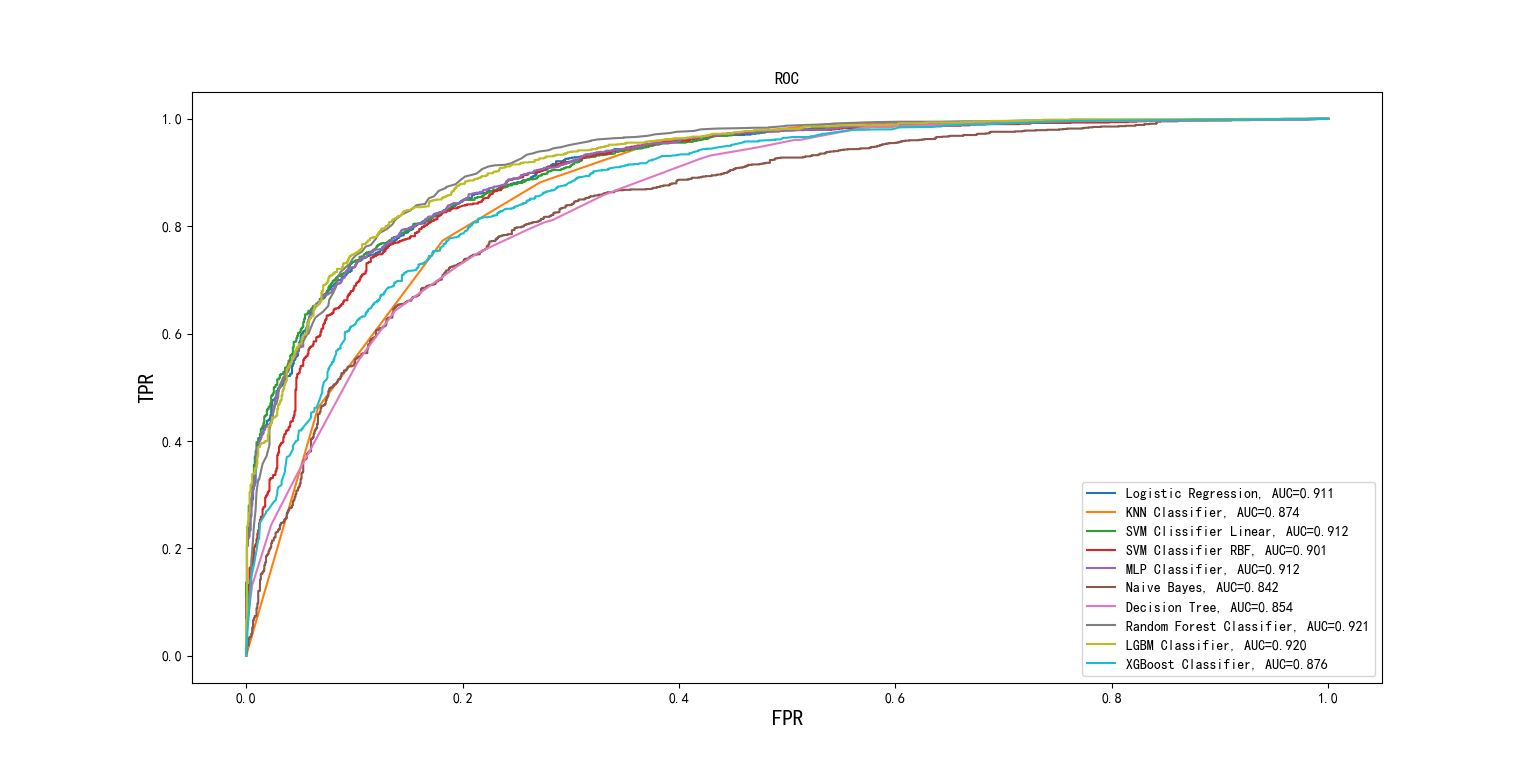 ROC
TPR
1.0
0.8
0.6
0.4
0.2
0.0
Logistic Regression, AUC=0.911
KNN Classifier, AUC=0.874
SVM Clissifier Linear, AUC=0.912
SVM Classifier RBF, AUC=0.901
MLP Classifier, AUC=0.912
Naive Bayes, AUC=0.842
Decision Tree, AUC=0.854
Random Forest Classifier, AUC=0.921
LGBM Classifier, AUC=0.920
XGBoost Classifier, AUC=0.876
0.0 0.2 0.4 0.6 0.8 1.0
FPR